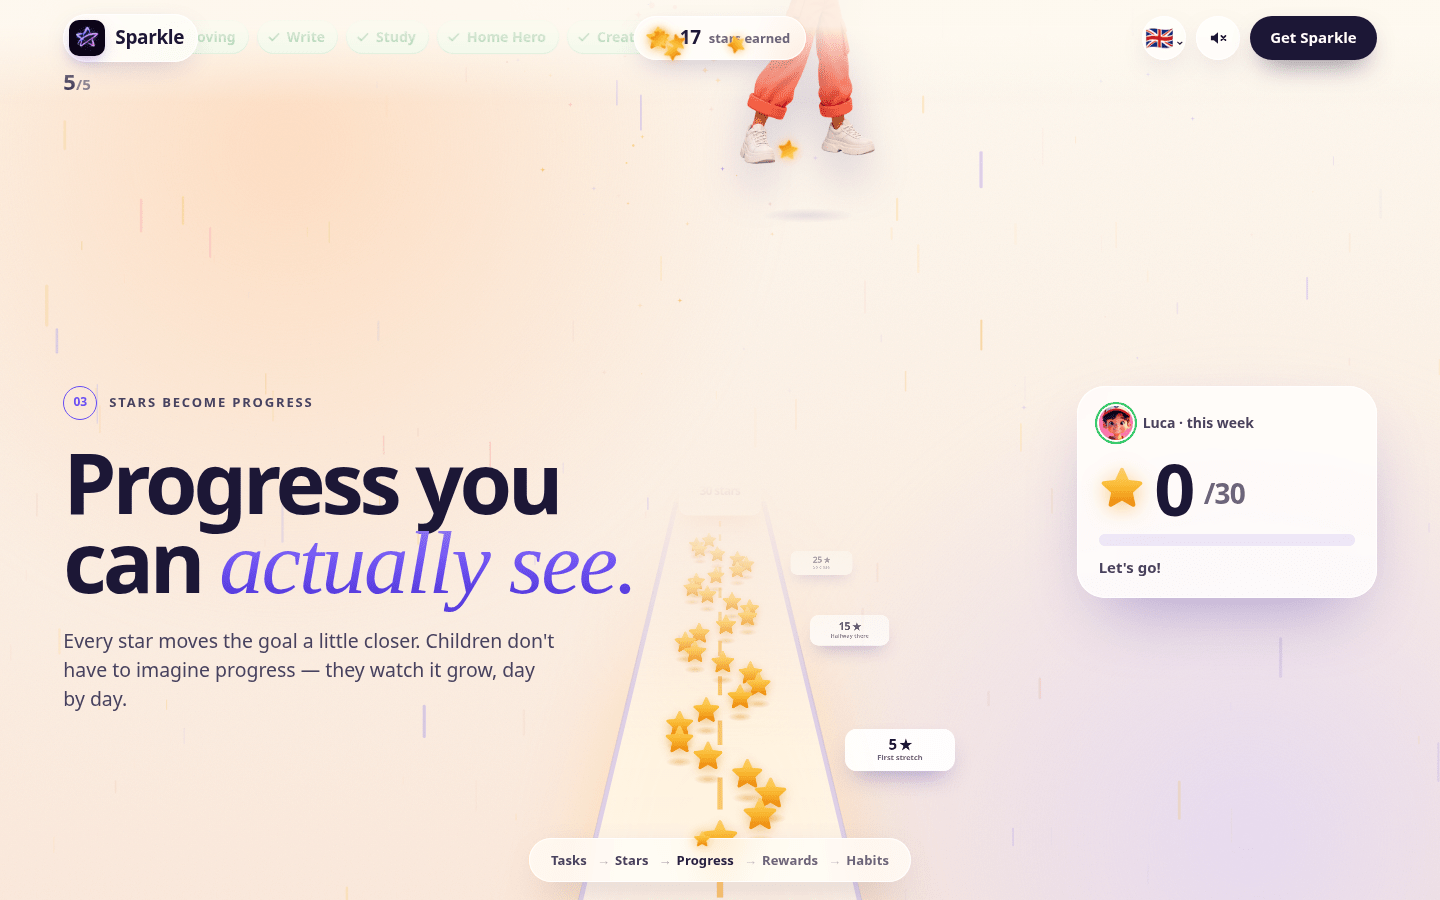 Sparkle
oving
Write
Study
Home Hero
Creat
17 stars earned
Get Sparkle
5/5
03 STARS BECOME PROGRESS
Progress you
can actually see.
Every star moves the goal a little closer. Children don't
have to imagine progress — they watch it grow, day
by day.
Luca · this week
0 /30
Let's go!
25 ★
15 ★
Halfway there
5 ★
First stretch
Tasks → Stars → Progress → Rewards → Habits